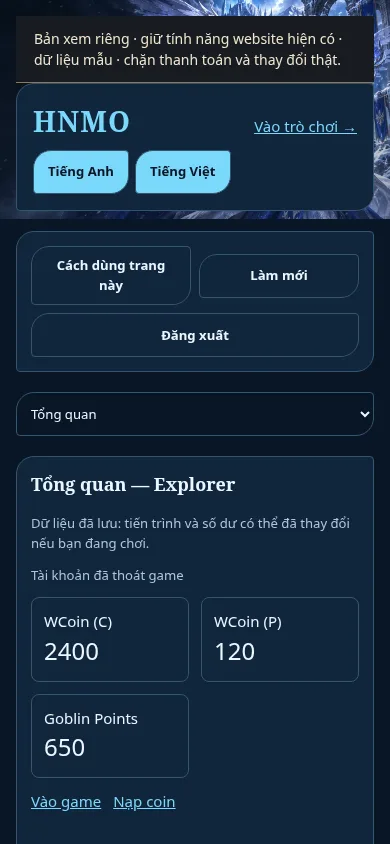 Bản xem riêng · giữ tính năng website hiện có ·
dữ liệu mẫu · chặn thanh toán và thay đổi thật.
HNMO
Vào trò chơi →
Tiếng Anh
Tiếng Việt
Cách dùng trang
này
Làm mới
Đăng xuất
Tổng quan
Tổng quan — Explorer
Dữ liệu đã lưu: tiến trình và số dư có thể đã thay đổi
nếu bạn đang chơi.
Tài khoản đã thoát game
WCoin (C)
2400
WCoin (P)
120
Goblin Points
650
Vào game
Nạp coin